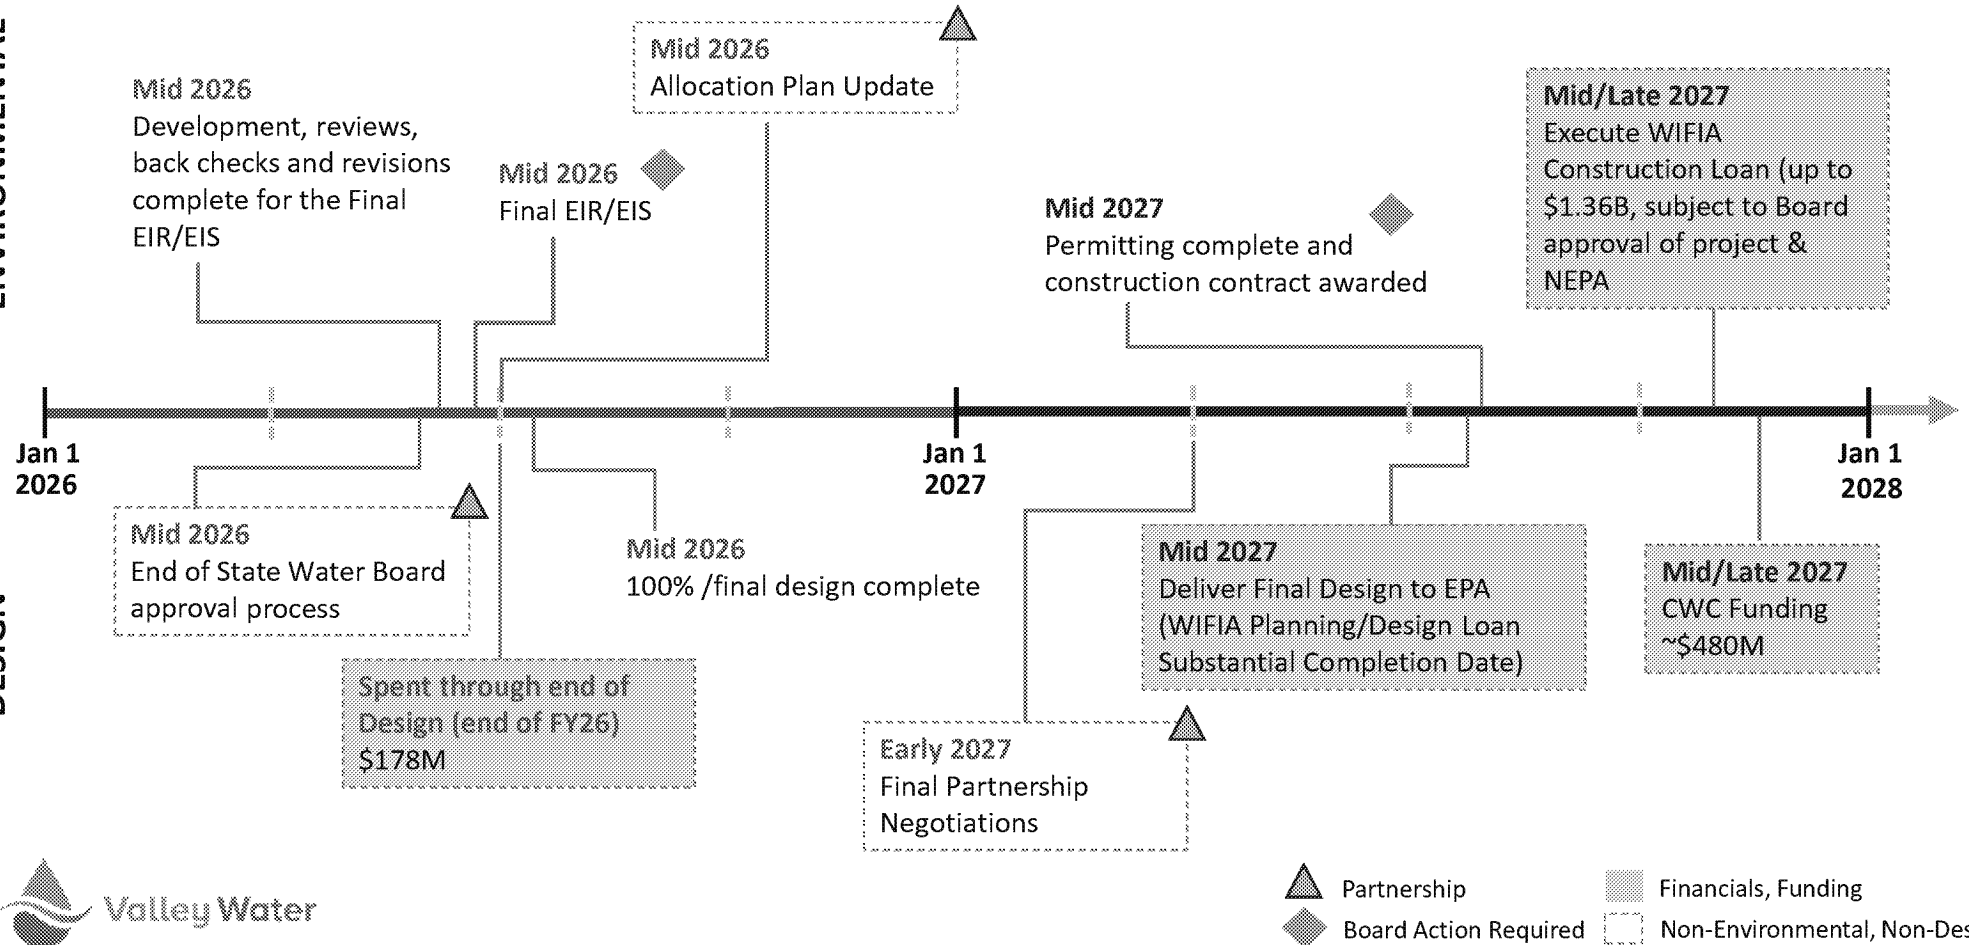 ENVIRONMENTAL
Mid 2026
Development, reviews,
back checks and revisions
complete for the Final
EIR/EIS
Mid 2026
Final EIR/EIS
Mid 2026
Allocation Plan Update
Mid 2027
Permitting complete and
construction contract awarded
Mid/Late 2027
Execute WIFIA
Construction Loan (up to
$1.36B, subject to Board
approval of project &
NEPA
Jan 1
2026
Jan 1
2027
Jan 1
2028
DESIGN
Mid 2026
End of State Water Board
approval process
Spent through end of
Design (end of FY26)
$178M
Mid 2026
100% /final design complete
Early 2027
Final Partnership
Negotiations
Mid 2027
Deliver Final Design to EPA
(WIFIA Planning/Design Loan
Substantial Completion Date)
Mid/Late 2027
CWC Funding
~$480M
Valley Water
Partnership
Financials, Funding
Board Action Required
Non-Environmental, Non-Des